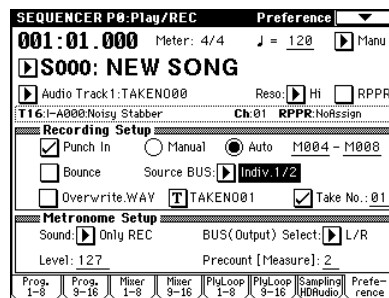 SEQUENCER P0:Play/REC Preference
001:01.000 Meter: 4/4 ♩ = 120 Manu
S000: NEW SONG
Audio Track1:TAKE000 Reso: Hi RPPR
T16:I-A000:Noisy Stabber Ch:01 RPPR:NoAssign
Recording Setup
Punch In Manual Auto M004 - M008
Bounce Source BUS: Indiv.1/2
Overwrite.WAV T TAKE001 Take No.: 01
Metronome Setup
Sound: Only REC BUS(Output) Select: L/R
Level: 127 Precount [Measure]: 2
Prog. 1-8 Prog. 9-16 Mixer 1-8 Mixer 9-16 PlyLoop 1-8 PlyLoop 9-16 Sampling HDRAudio Prefe-rence